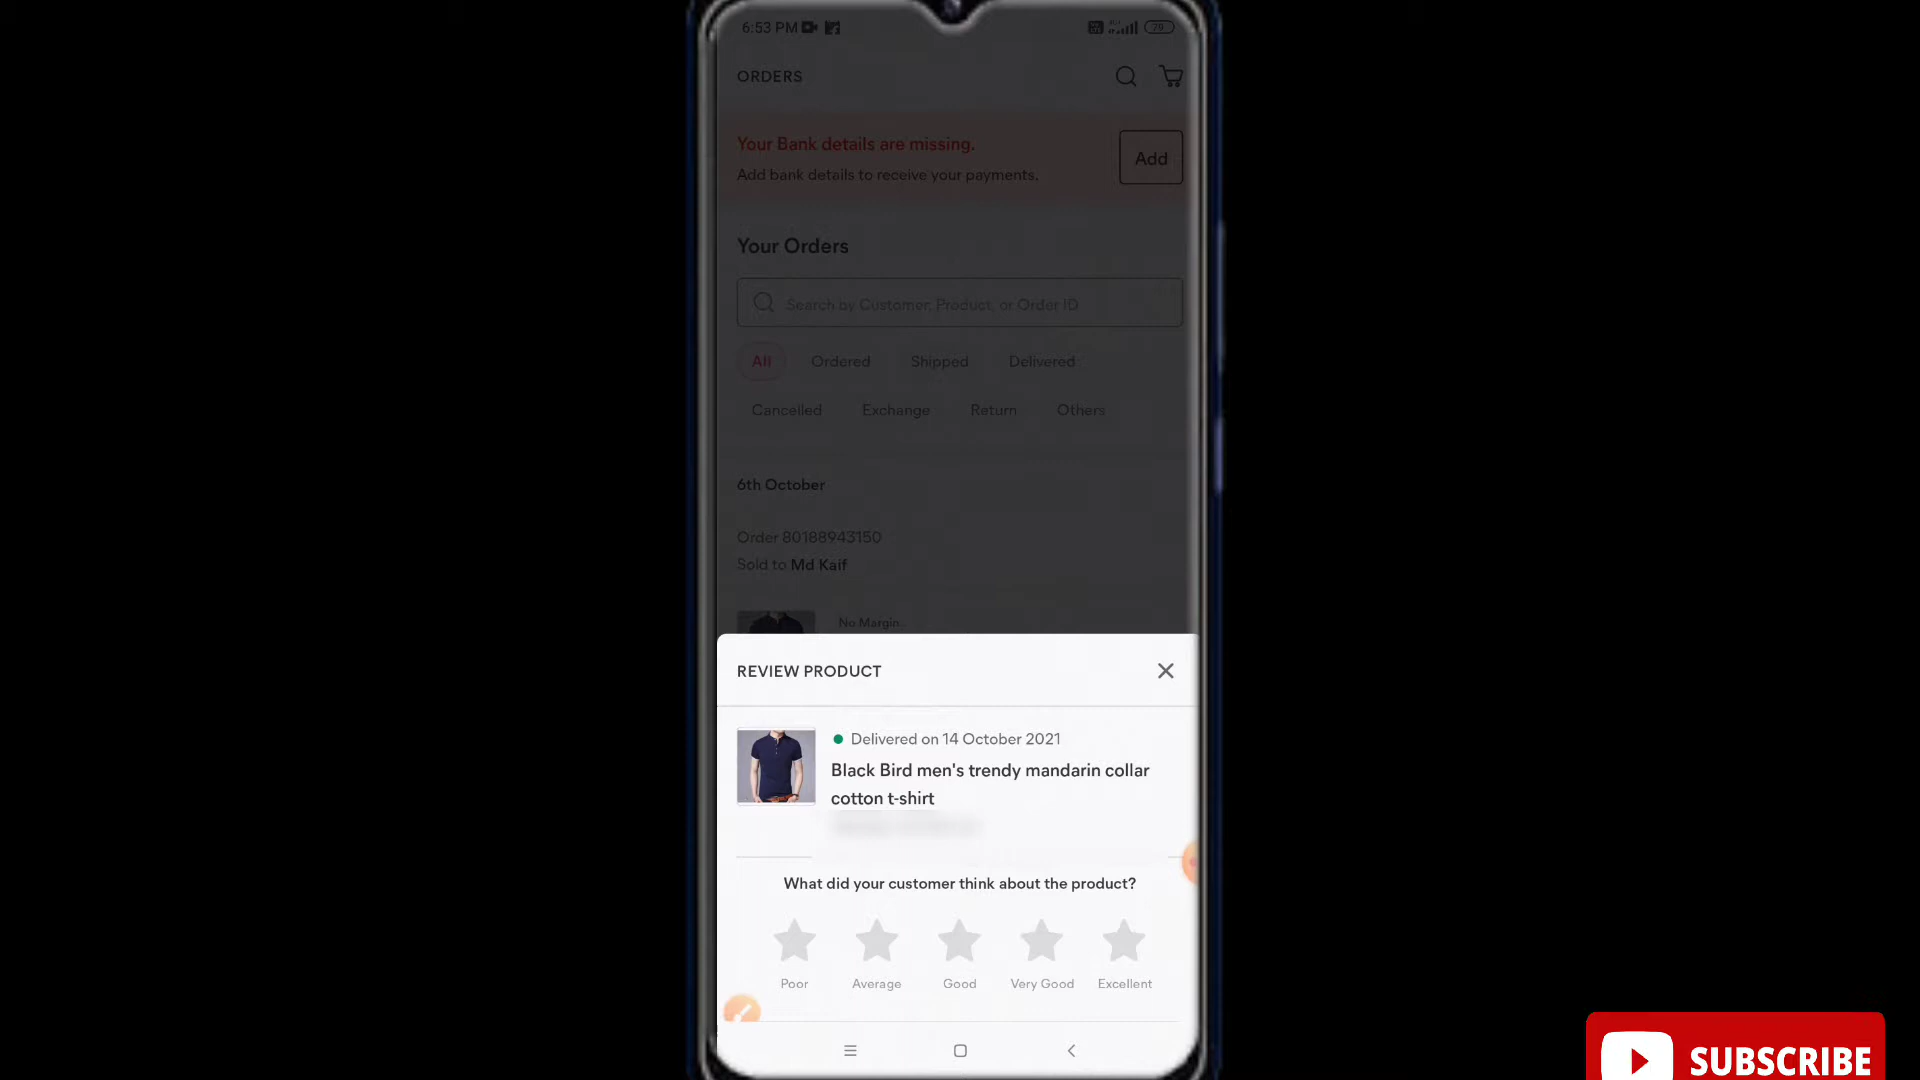 6:53 PM
ORDERS
Your Bank details are missing.
Add
Add bank details to receive your payments.
Your Orders
Search by Customer, Product, or Order ID
All Ordered Shipped Delivered
Cancelled Exchange Return Others
6th October
Order 80188943150
Sold to Md Kaif
No Margin
REVIEW PRODUCT
Delivered on 14 October 2021
Black Bird men's trendy mandarin collar
cotton t-shirt
What did your customer think about the product?
Poor Average Good Very Good Excellent
SUBSCRIBE